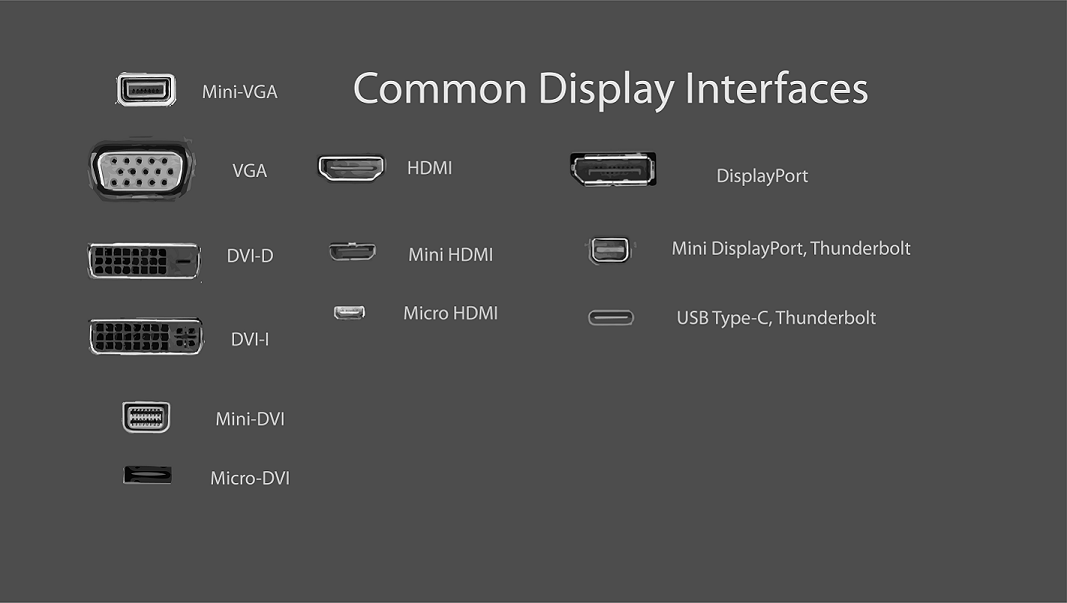 Common Display Interfaces
Mini-VGA
VGA
DVI-D
DVI-I
Mini-DVI
Micro-DVI
HDMI
Mini HDMI
Micro HDMI
DisplayPort
Mini DisplayPort, Thunderbolt
USB Type-C, Thunderbolt